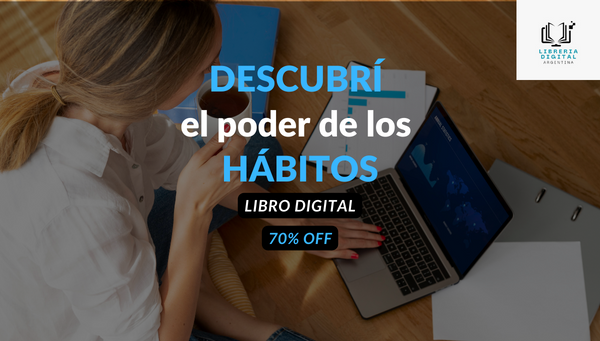 DESCUBRÍ
el poder de los
HÁBITOS
LIBRO DIGITAL
70% OFF
LIBRERIA
DIGITAL
ARGENTINA